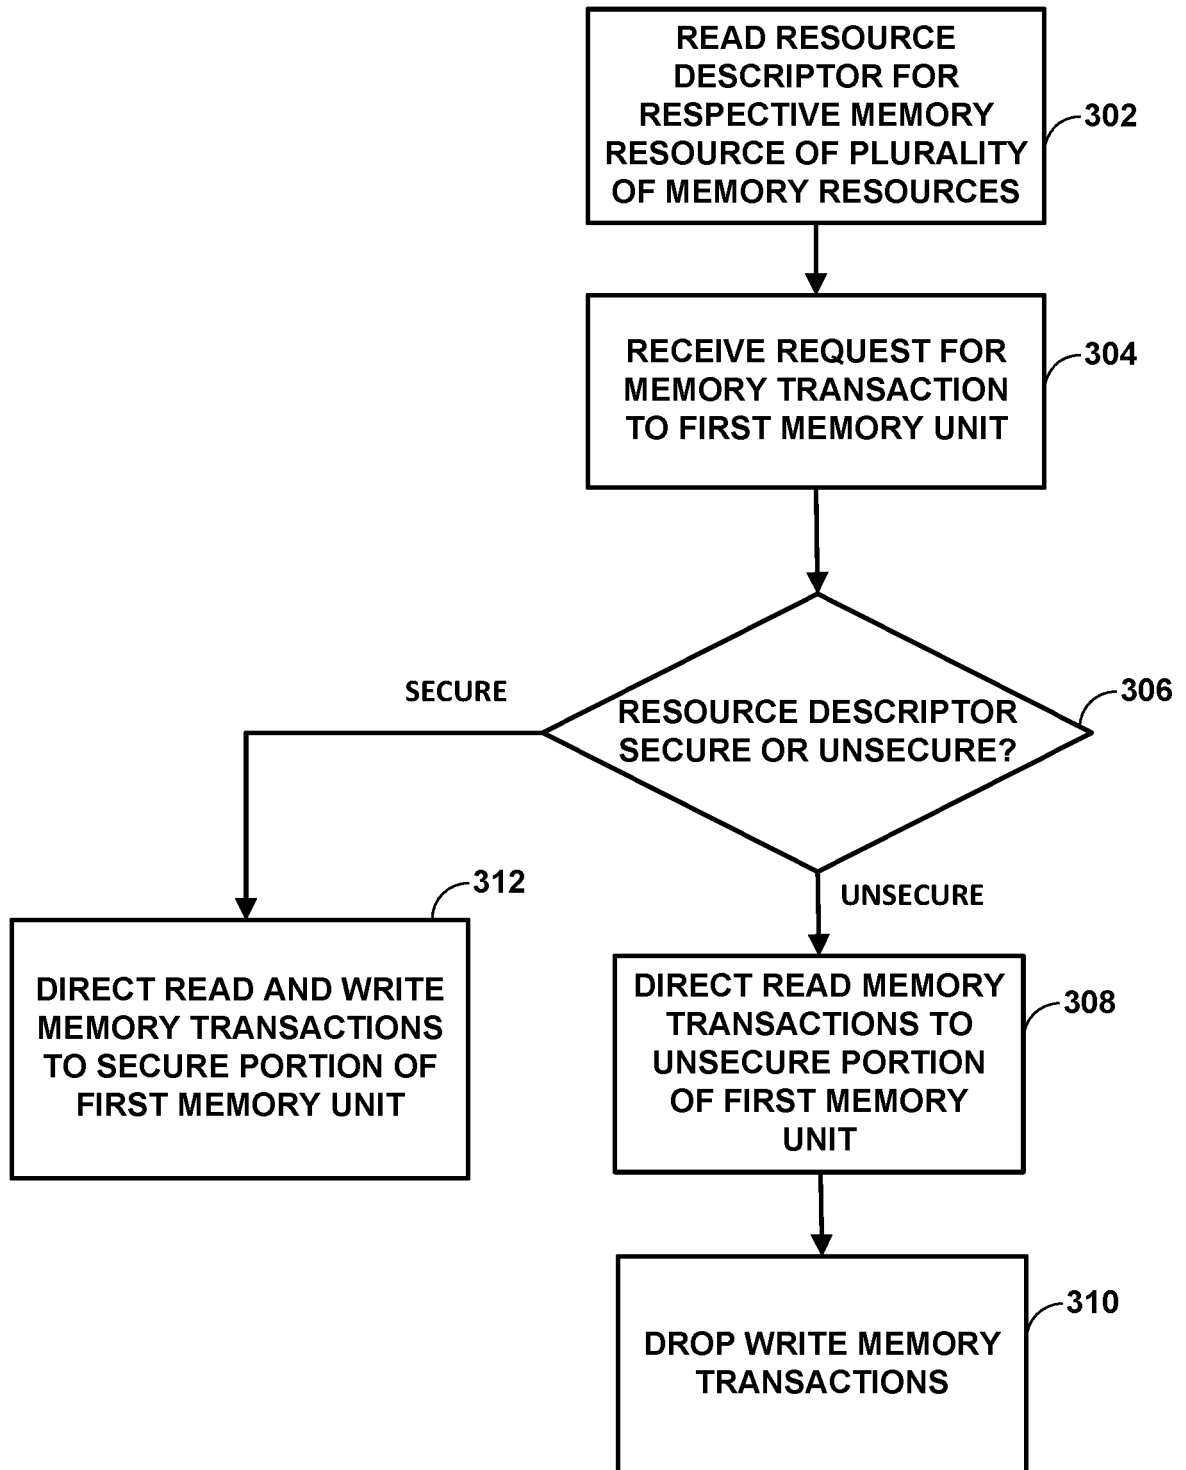 READ RESOURCE
DESCRIPTOR FOR
RESPECTIVE MEMORY
RESOURCE OF PLURALITY
OF MEMORY RESOURCES
302
RECEIVE REQUEST FOR
MEMORY TRANSACTION
TO FIRST MEMORY UNIT
304
RESOURCE DESCRIPTOR
SECURE OR UNSECURE?
306
SECURE
UNSECURE
312
DIRECT READ AND WRITE
MEMORY TRANSACTIONS
TO SECURE PORTION OF
FIRST MEMORY UNIT
DIRECT READ MEMORY
TRANSACTIONS TO
UNSECURE PORTION
OF FIRST MEMORY
UNIT
308
DROP WRITE MEMORY
TRANSACTIONS
310